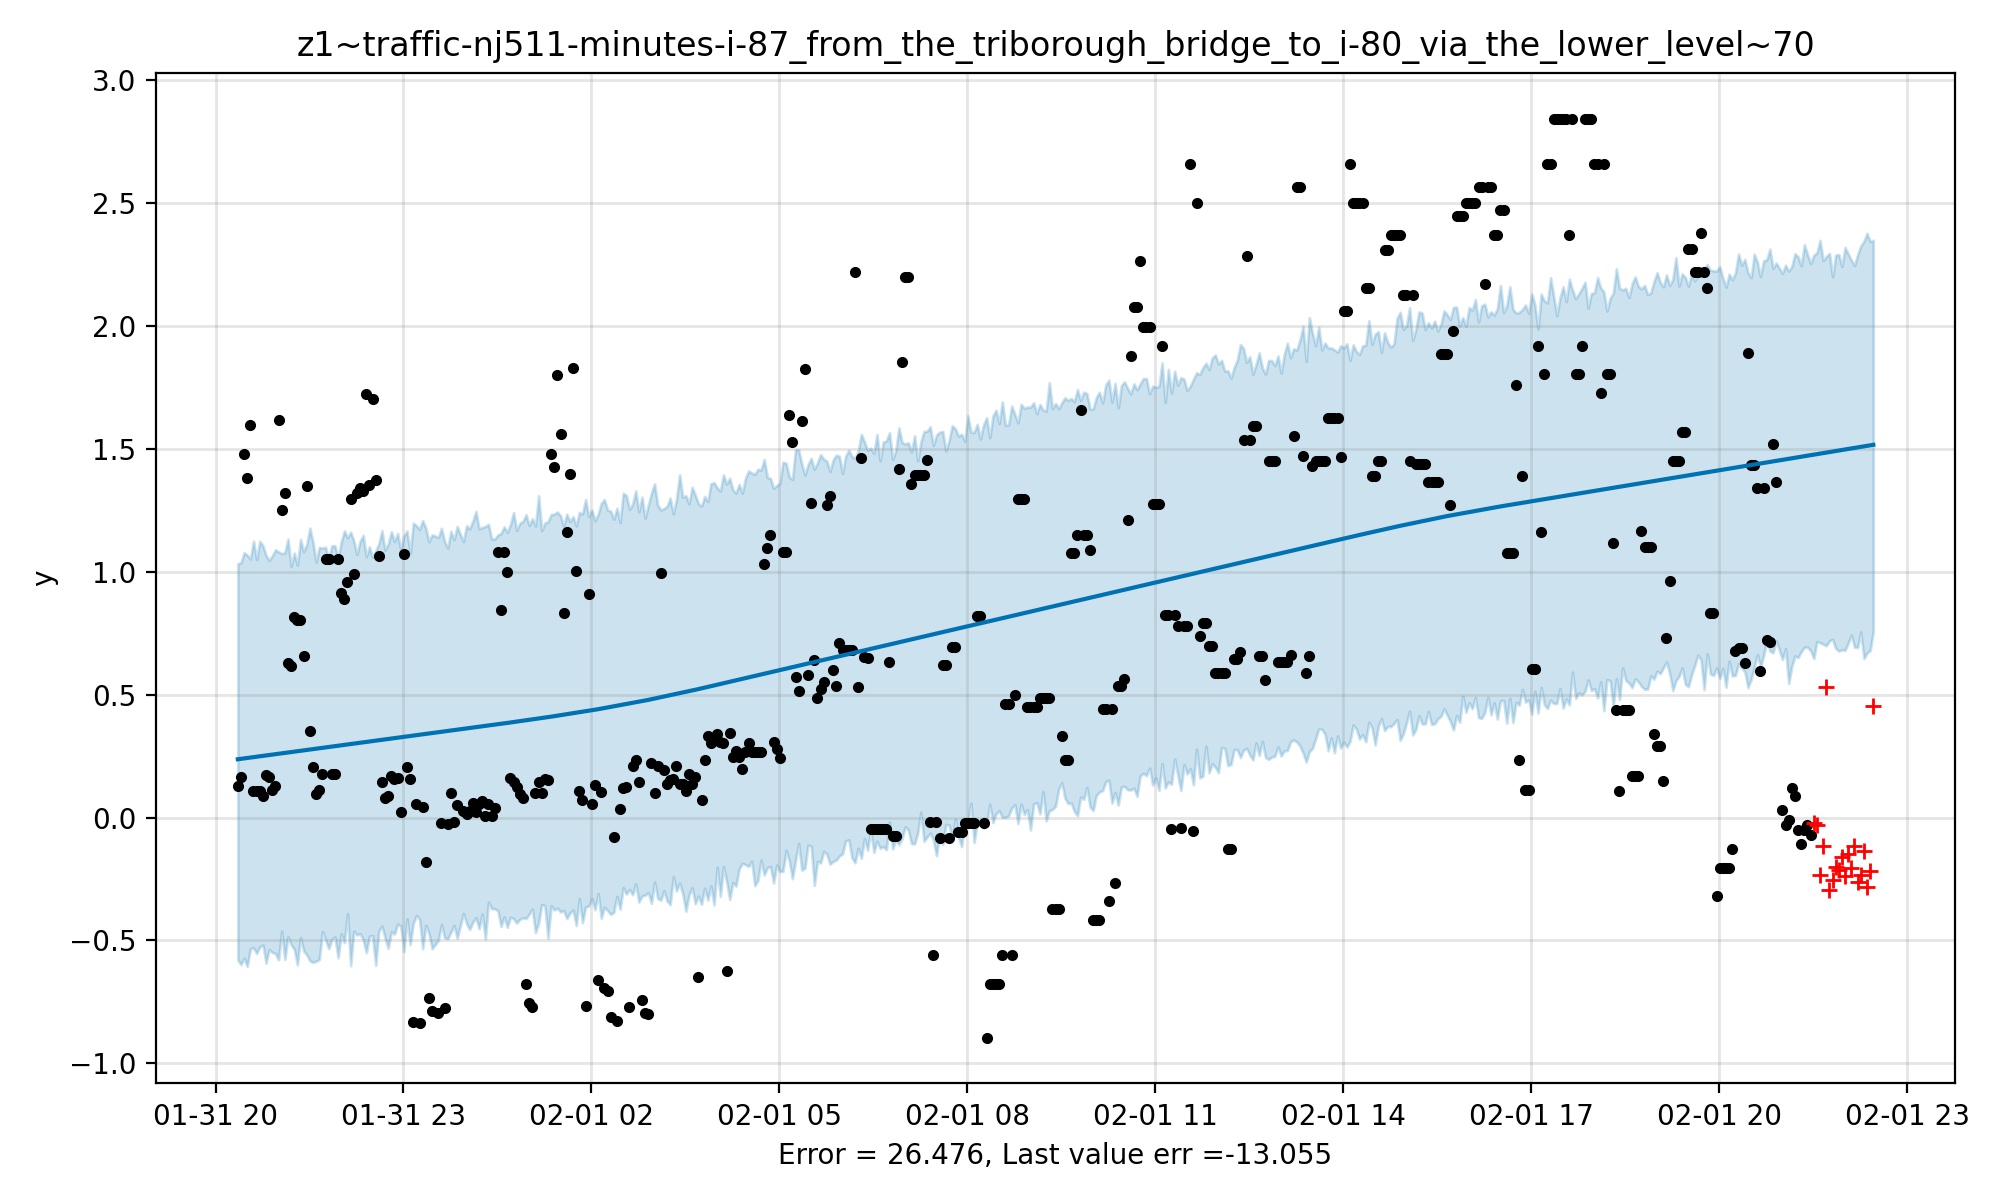 z1~traffic-nj511-minutes-i-87_from_the_triborough_bridge_to_i-80_via_the_lower_level~70
3.0
2.5
2.0
1.5
1.0
0.5
0.0
−0.5
−1.0
y
01-31 20 01-31 23 02-01 02 02-01 05 02-01 08 02-01 11 02-01 14 02-01 17 02-01 20 02-01 23
Error = 26.476, Last value err =-13.055